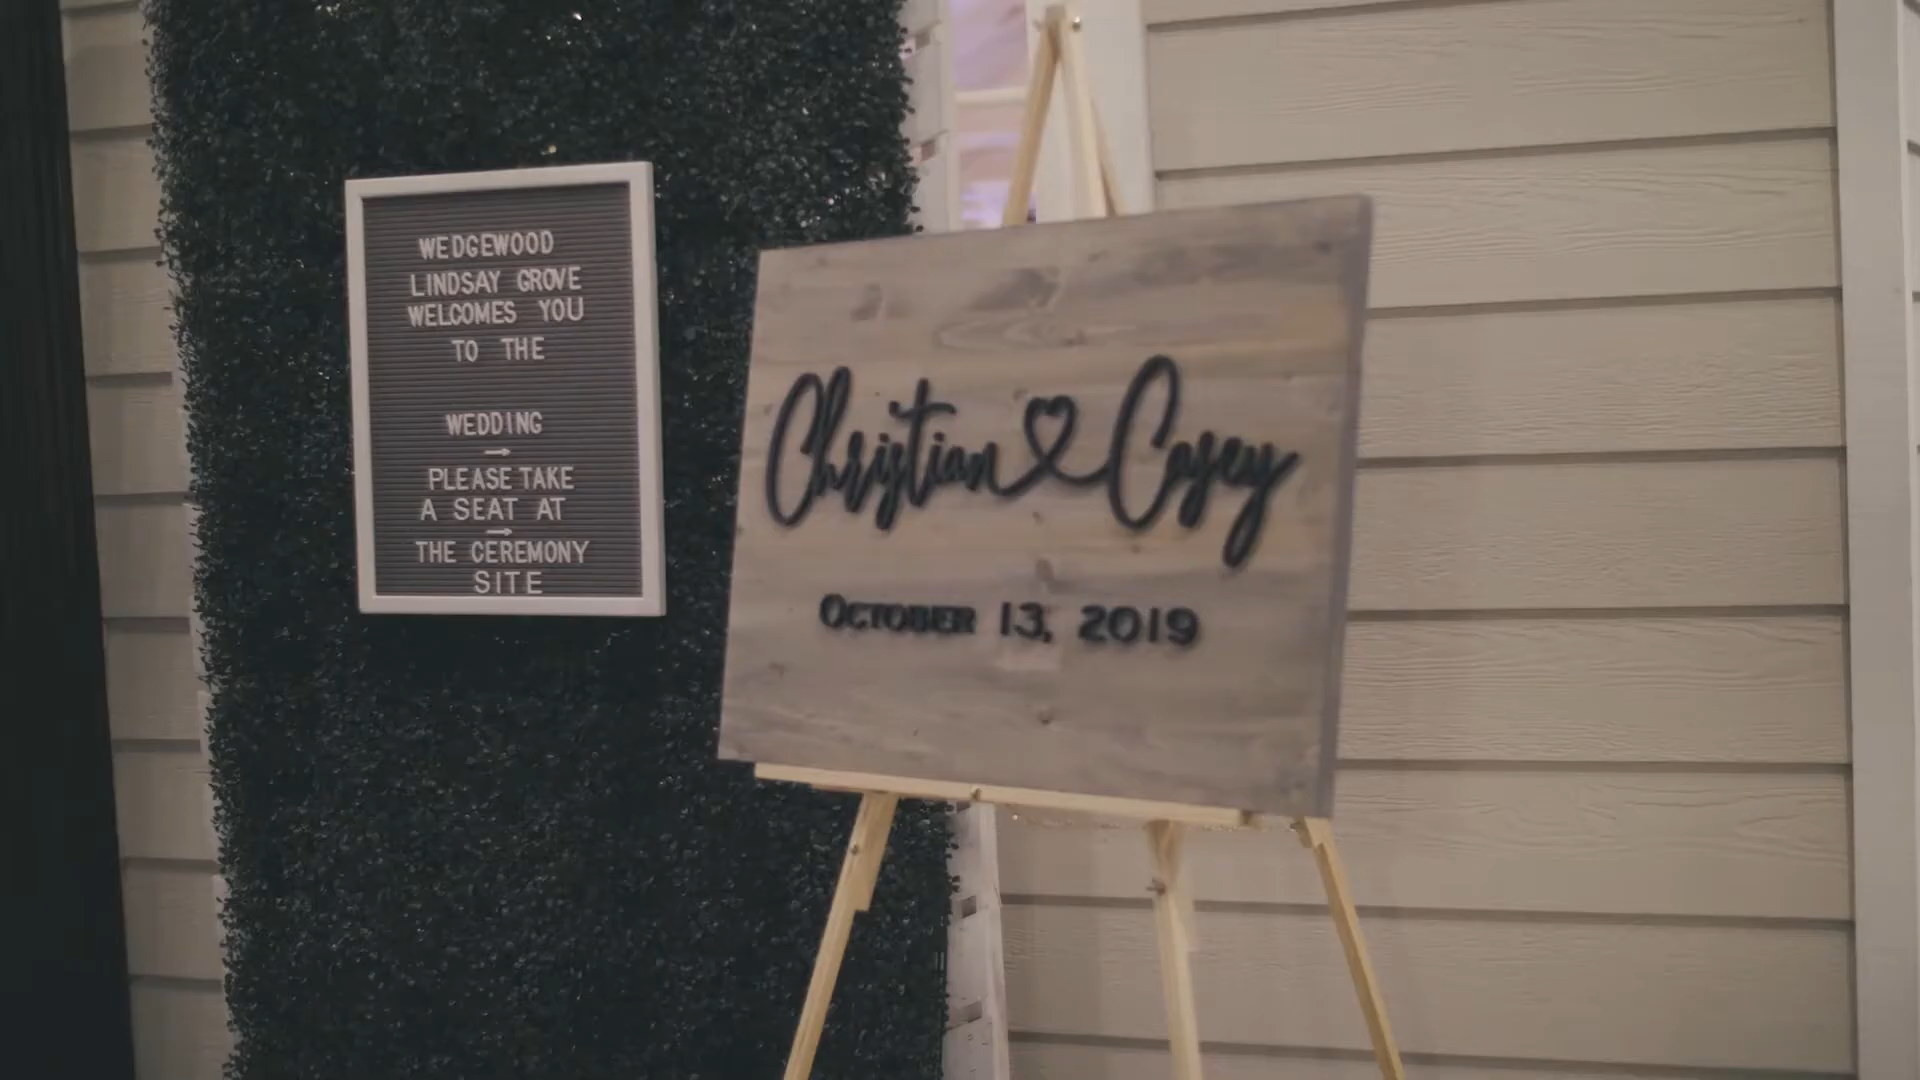 WEDGEWOOD
LINDSAY GROVE
WELCOMES YOU
TO THE
WEDDING
→
PLEASE TAKE
A SEAT AT
→
THE CEREMONY
SITE
Christian ♡ Casey
OCTOBER 13, 2019